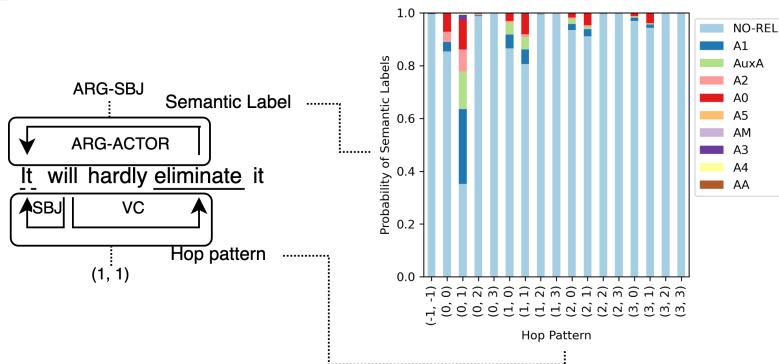 ARG-SBJ
Semantic Label
ARG-ACTOR
It will hardly eliminate it
SBJ
VC
Hop pattern
(1, 1)
Probability of Semantic Labels
1.0
0.8
0.6
0.4
0.2
0.0
(-1, -1)
(0, 0)
(0, 1)
(0, 2)
(0, 3)
(1, 0)
(1, 1)
(1, 2)
(1, 3)
(2, 0)
(2, 1)
(2, 2)
(2, 3)
(3, 0)
(3, 1)
(3, 2)
(3, 3)
Hop Pattern
NO-REL
A1
AuxA
A2
A0
A5
AM
A3
A4
AA